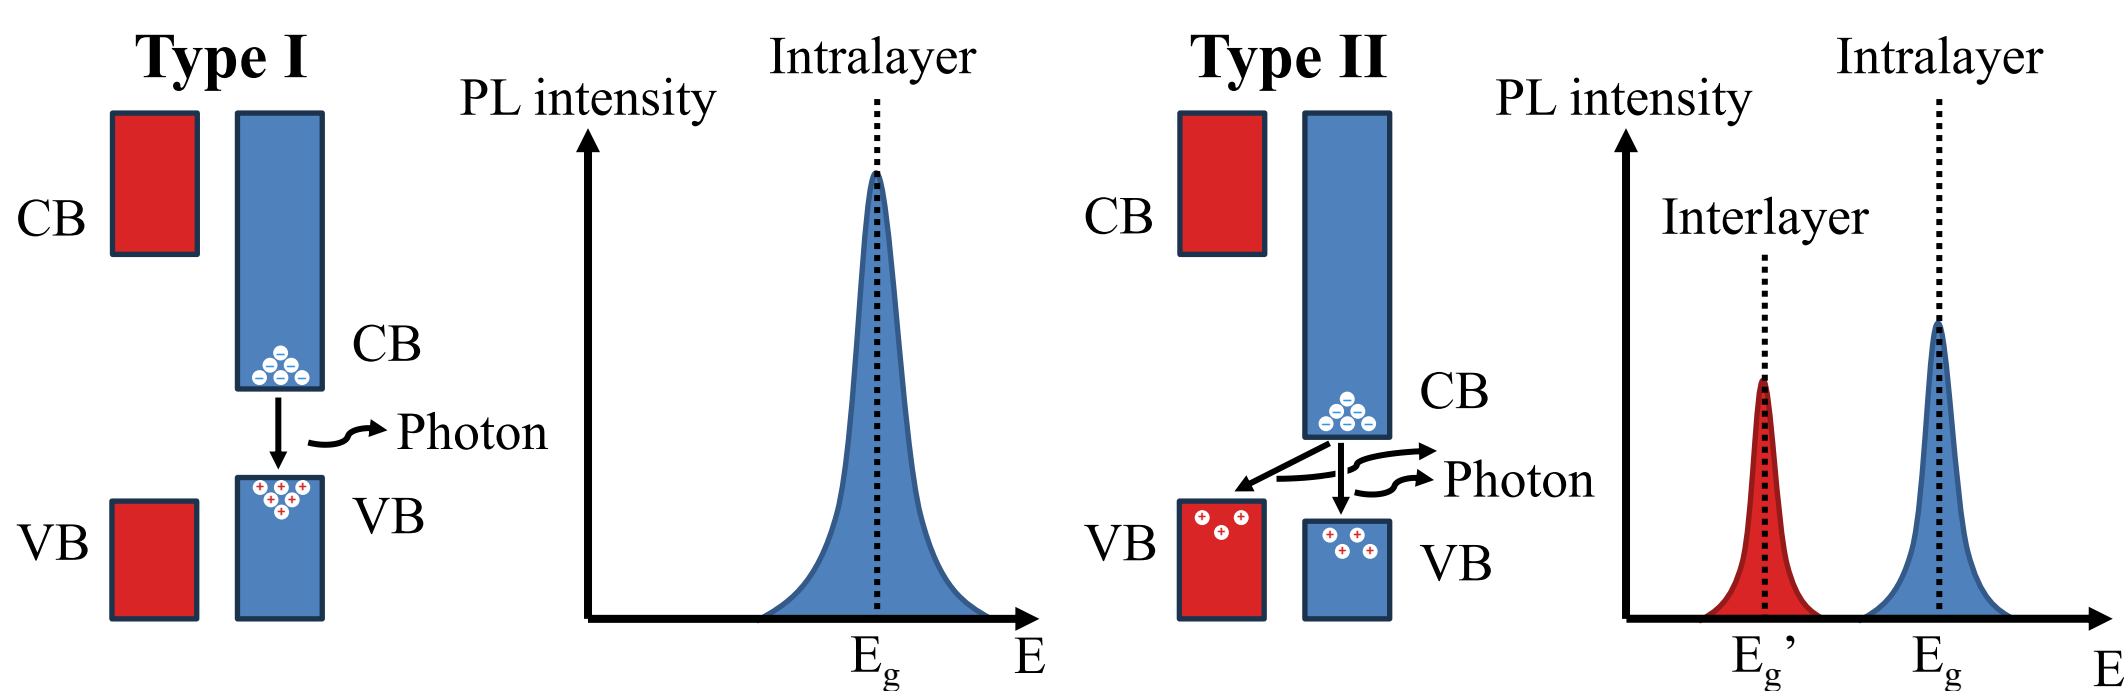 Type I
CB
VB
CB
VB
Photon
PL intensity
Intralayer
Eg
E
Type II
CB
VB
CB
VB
Photon
PL intensity
Interlayer
Intralayer
Eg’
Eg
E